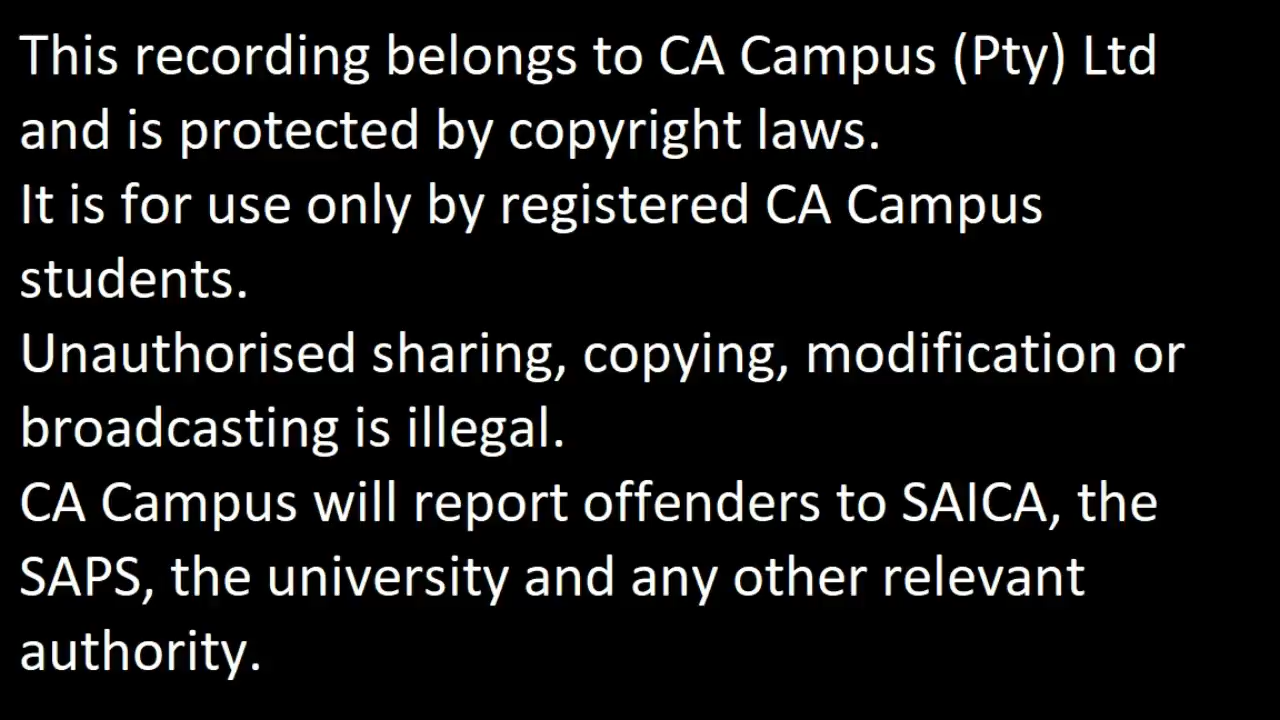 This recording belongs to CA Campus (Pty) Ltd
and is protected by copyright laws.
It is for use only by registered CA Campus
students.
Unauthorised sharing, copying, modification or
broadcasting is illegal.
CA Campus will report offenders to SAICA, the
SAPS, the university and any other relevant
authority.